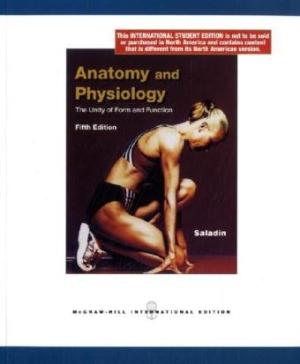 This INTERNATIONAL STUDENT EDITION is not to be sold
or purchased in North America and contains content
that is different from its North American version.
Anatomy and
Physiology
The Unity of Form and Function
Fifth Edition
Saladin
McGRAW-HILL INTERNATIONAL EDITION